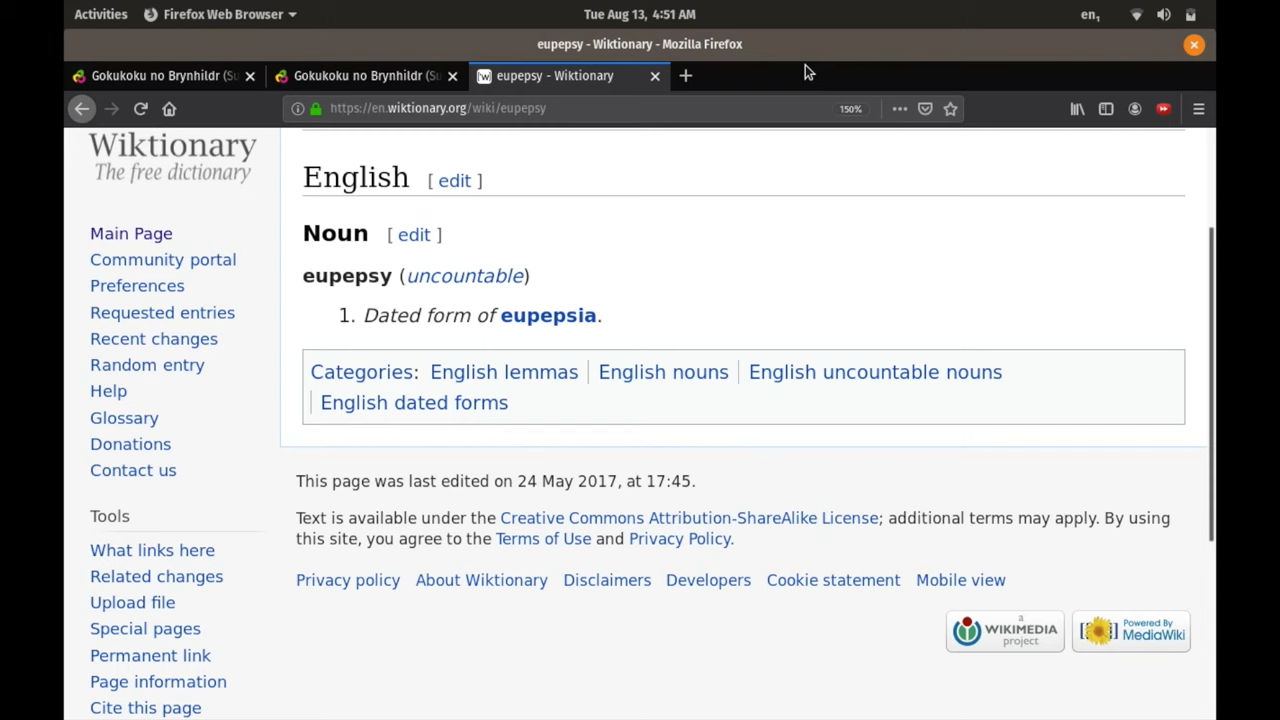 Activities Firefox Web Browser Tue Aug 13, 4:51 AM en₁
eupepsy - Wiktionary - Mozilla Firefox
Gokukoku no Brynhildr (Su Gokukoku no Brynhildr (Su eupepsy - Wiktionary
https://en.wiktionary.org/wiki/eupepsy 150%
Wiktionary
The free dictionary
Main Page
Community portal
Preferences
Requested entries
Recent changes
Random entry
Help
Glossary
Donations
Contact us
Tools
What links here
Related changes
Upload file
Special pages
Permanent link
Page information
Cite this page
English [ edit ]
Noun [ edit ]
eupepsy (uncountable)
1. Dated form of eupepsia.
Categories: English lemmas English nouns English uncountable nouns
English dated forms
This page was last edited on 24 May 2017, at 17:45.
Text is available under the Creative Commons Attribution-ShareAlike License; additional terms may apply. By using
this site, you agree to the Terms of Use and Privacy Policy.
Privacy policy About Wiktionary Disclaimers Developers Cookie statement Mobile view
a
WIKIMEDIA
project
Powered By
MediaWiki